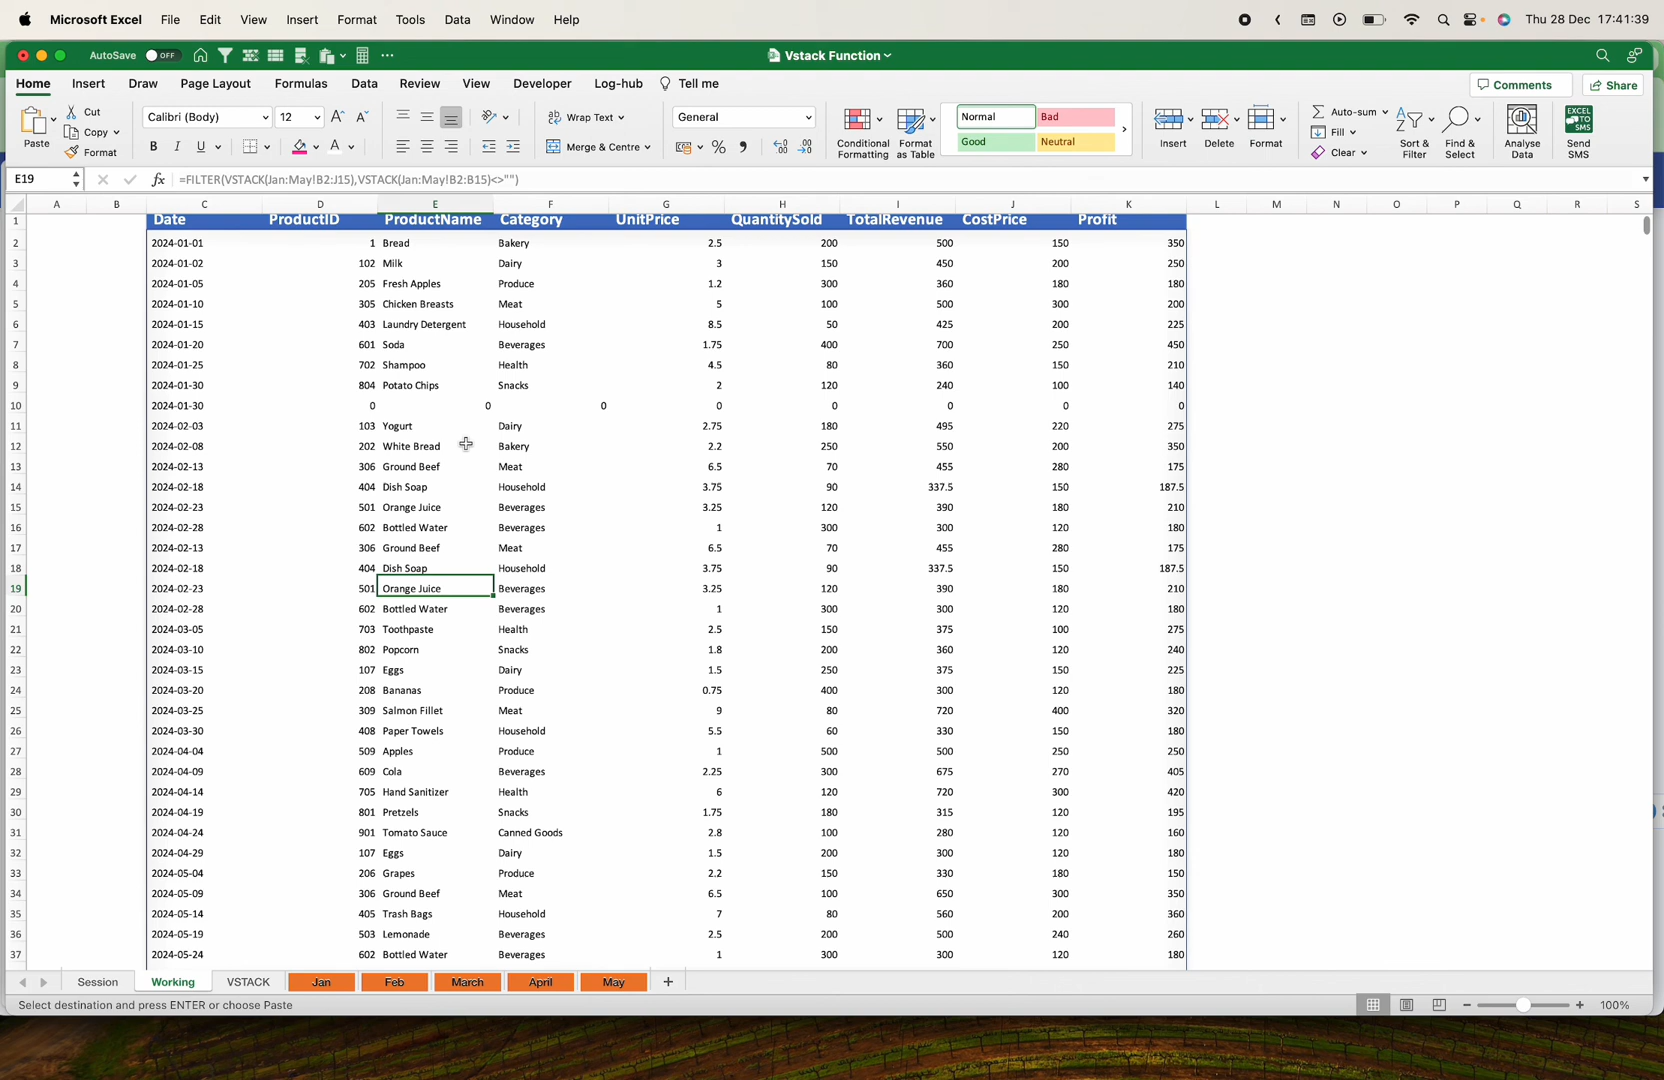 Microsoft Excel File Edit View Insert Format Tools Data Window Help Thu 28 Dec 17:41:39
AutoSave OFF Vstack Function
Home Insert Draw Page Layout Formulas Data Review View Developer Log-hub Tell me Comments Share
Paste Cut Copy Format
Calibri (Body) 12 A^ A˅
B I U A
ab Wrap Text
Merge & Centre
General
%
Conditional Formatting
Format as Table
Normal Bad
Good Neutral
Insert Delete Format
Auto-sum
Fill
Clear
Sort & Filter
Find & Select
Analyse Data
EXCEL TO SMS
Send SMS
E19 fx =FILTER(VSTACK(Jan:May!B2:J15),VSTACK(Jan:May!B2:B15)<>"")
A B C D E F G H I J K L M N O P Q R S
1 Date ProductID ProductName Category UnitPrice QuantitySold TotalRevenue CostPrice Profit
2 2024-01-01 1 Bread Bakery 2.5 200 500 150 350
3 2024-01-02 102 Milk Dairy 3 150 450 200 250
4 2024-01-05 205 Fresh Apples Produce 1.2 300 360 180 180
5 2024-01-10 305 Chicken Breasts Meat 5 100 500 300 200
6 2024-01-15 403 Laundry Detergent Household 8.5 50 425 200 225
7 2024-01-20 601 Soda Beverages 1.75 400 700 250 450
8 2024-01-25 702 Shampoo Health 4.5 80 360 150 210
9 2024-01-30 804 Potato Chips Snacks 2 120 240 100 140
10 2024-01-30 0 0 0 0 0 0 0 0
11 2024-02-03 103 Yogurt Dairy 2.75 180 495 220 275
12 2024-02-08 202 White Bread Bakery 2.2 250 550 200 350
13 2024-02-13 306 Ground Beef Meat 6.5 70 455 280 175
14 2024-02-18 404 Dish Soap Household 3.75 90 337.5 150 187.5
15 2024-02-23 501 Orange Juice Beverages 3.25 120 390 180 210
16 2024-02-28 602 Bottled Water Beverages 1 300 300 120 180
17 2024-02-13 306 Ground Beef Meat 6.5 70 455 280 175
18 2024-02-18 404 Dish Soap Household 3.75 90 337.5 150 187.5
19 2024-02-23 501 Orange Juice Beverages 3.25 120 390 180 210
20 2024-02-28 602 Bottled Water Beverages 1 300 300 120 180
21 2024-03-05 703 Toothpaste Health 2.5 150 375 100 275
22 2024-03-10 802 Popcorn Snacks 1.8 200 360 120 240
23 2024-03-15 107 Eggs Dairy 1.5 250 375 150 225
24 2024-03-20 208 Bananas Produce 0.75 400 300 120 180
25 2024-03-25 309 Salmon Fillet Meat 9 80 720 400 320
26 2024-03-30 408 Paper Towels Household 5.5 60 330 150 180
27 2024-04-04 509 Apples Produce 1 500 500 250 250
28 2024-04-09 609 Cola Beverages 2.25 300 675 270 405
29 2024-04-14 705 Hand Sanitizer Health 6 120 720 300 420
30 2024-04-19 801 Pretzels Snacks 1.75 180 315 120 195
31 2024-04-24 901 Tomato Sauce Canned Goods 2.8 100 280 120 160
32 2024-04-29 107 Eggs Dairy 1.5 200 300 120 180
33 2024-05-04 206 Grapes Produce 2.2 150 330 180 150
34 2024-05-09 306 Ground Beef Meat 6.5 100 650 300 350
35 2024-05-14 405 Trash Bags Household 7 80 560 200 360
36 2024-05-19 503 Lemonade Beverages 2.5 200 500 240 260
37 2024-05-24 602 Bottled Water Beverages 1 300 300 120 180
Session Working VSTACK Jan Feb March April May +
Select destination and press ENTER or choose Paste 100%